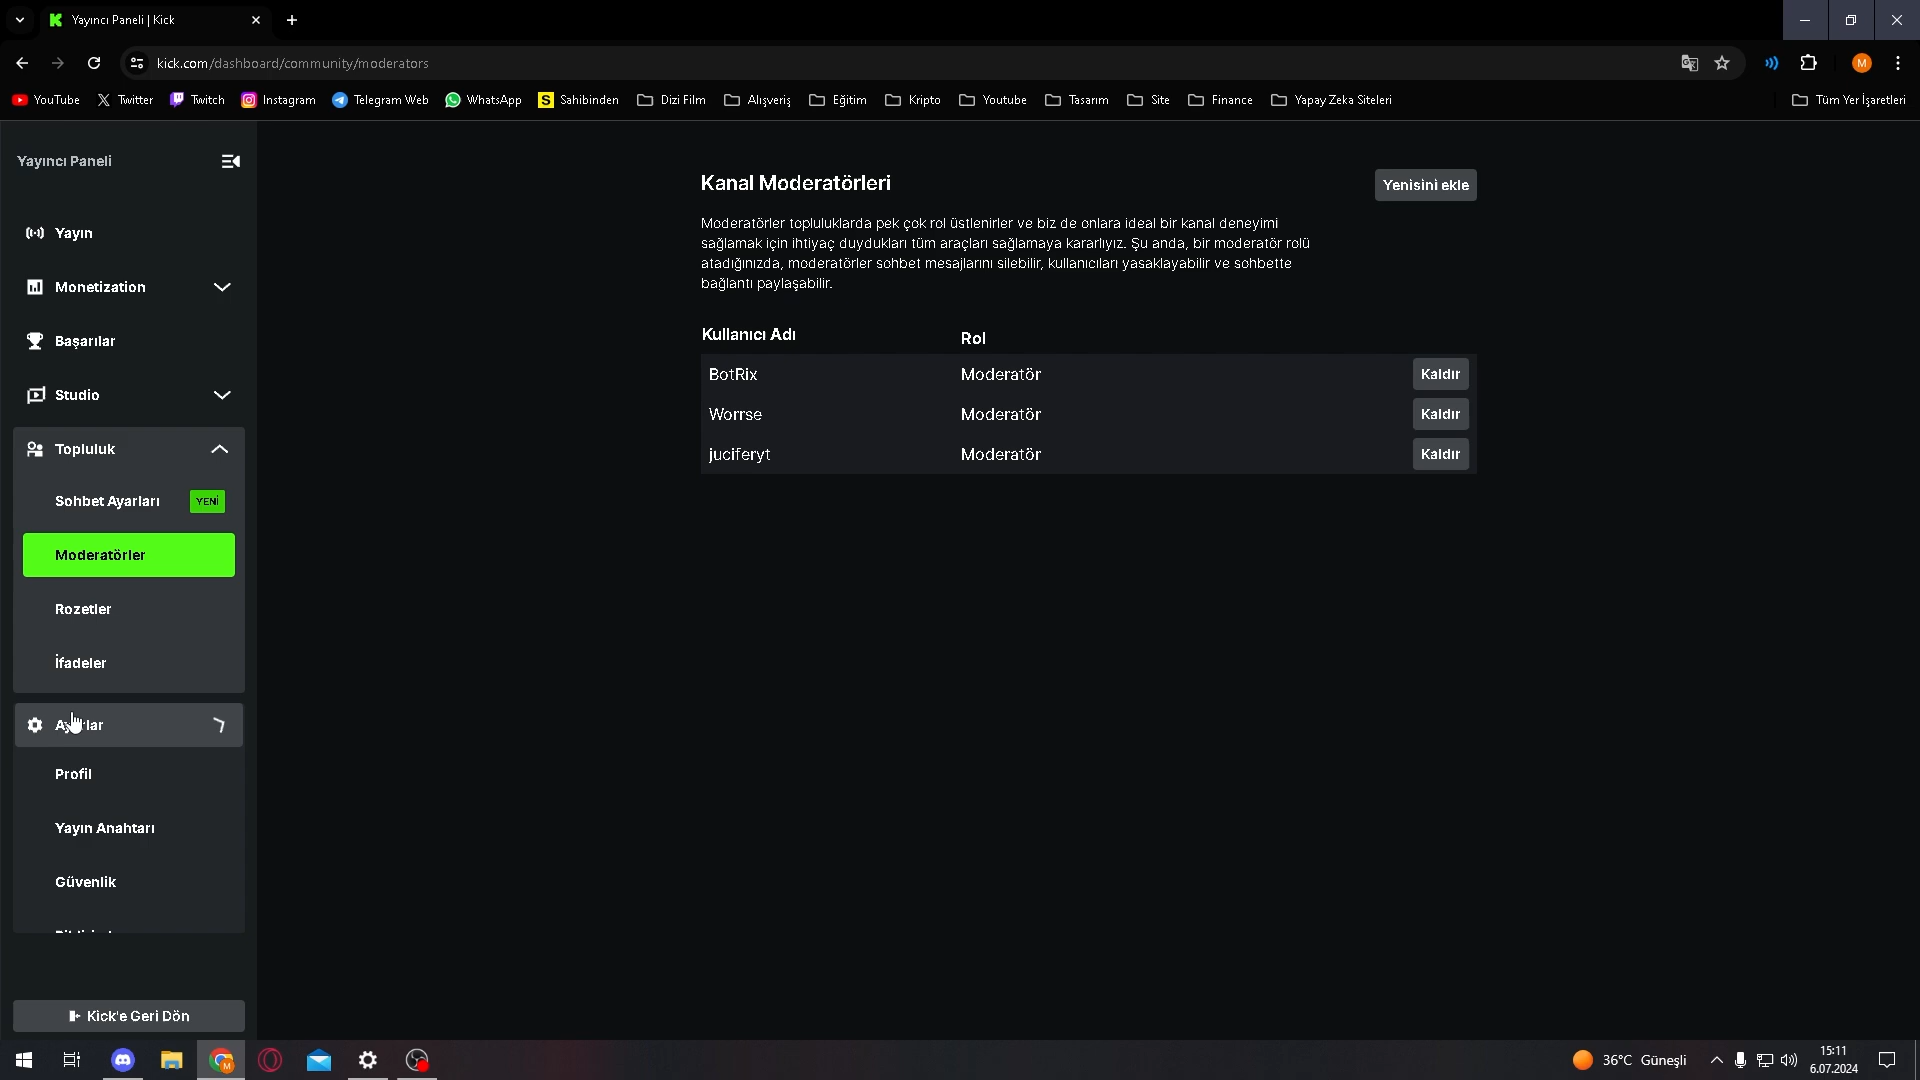 Yayıncı Paneli | Kick
kick.com/dashboard/community/moderators
M
YouTube
Twitter
Twitch
Instagram
Telegram Web
WhatsApp
S Sahibinden
Dizi Film
Alışveriş
Eğitim
Kripto
Youtube
Tasarım
Site
Finance
Yapay Zeka Siteleri
Tüm Yer İşaretleri
Yayıncı Paneli
Yayın
Monetization
Başarılar
Studio
Topluluk
Sohbet Ayarları YENİ
Moderatörler
Rozetler
İfadeler
Profil
Yayın Anahtarı
Güvenlik
Kick'e Geri Dön
Kanal Moderatörleri
Yenisini ekle
Moderatörler topluluklarda pek çok rol üstlenirler ve biz de onlara ideal bir kanal deneyimi
sağlamak için ihtiyaç duydukları tüm araçları sağlamaya kararlıyız. Şu anda, bir moderatör rolü
atadığınızda, moderatörler sohbet mesajlarını silebilir, kullanıcıları yasaklayabilir ve sohbette
bağlantı paylaşabilir.
Kullanıcı Adı Rol
BotRix Moderatör Kaldır
Worrse Moderatör Kaldır
juciferyt Moderatör Kaldır
M
36°C Güneşli
15:11
6.07.2024